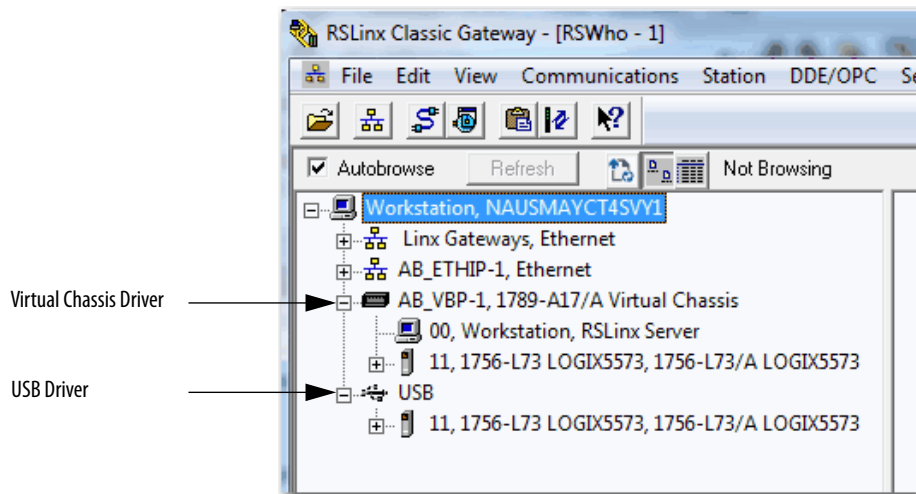 RSLinx Classic Gateway - [RSWho - 1]
File Edit View Communications Station DDE/OPC
Autobrowse Refresh Not Browsing
Workstation, NAUSMAYCT4SVY1
Linx Gateways, Ethernet
AB_ETHIP-1, Ethernet
Virtual Chassis Driver
AB_VBP-1, 1789-A17/A Virtual Chassis
00, Workstation, RSLinx Server
11, 1756-L73 LOGIX5573, 1756-L73/A LOGIX5573
USB Driver
USB
11, 1756-L73 LOGIX5573, 1756-L73/A LOGIX5573